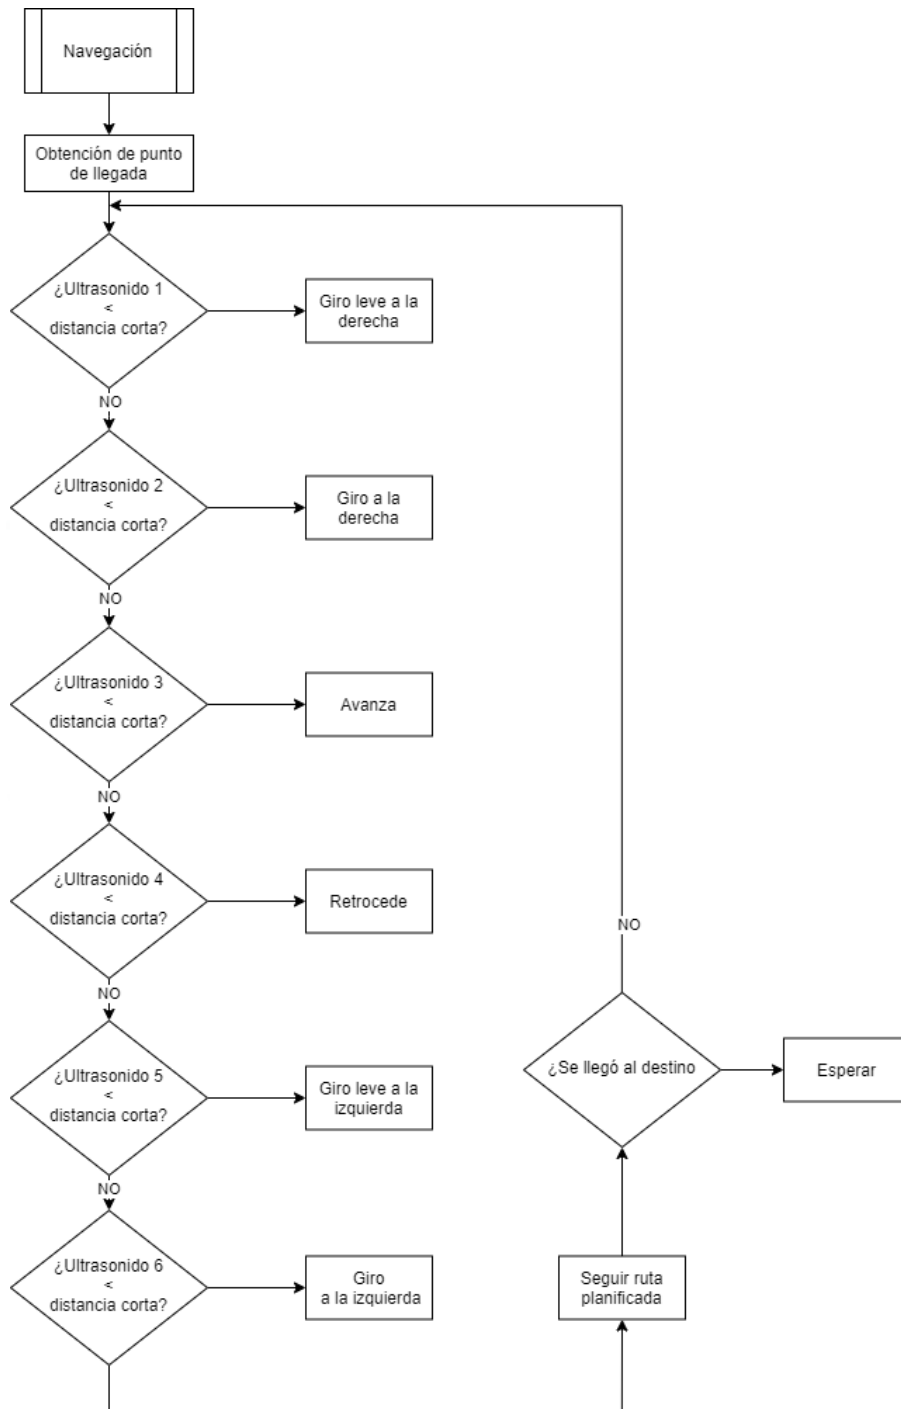 Navegación
Obtención de punto
de llegada
¿Ultrasonido 1
<
distancia corta?
Giro leve a la
derecha
NO
¿Ultrasonido 2
<
distancia corta?
Giro a la
derecha
NO
¿Ultrasonido 3
<
distancia corta?
Avanza
NO
¿Ultrasonido 4
<
distancia corta?
Retrocede
NO
¿Ultrasonido 5
<
distancia corta?
Giro leve a la
izquierda
NO
¿Ultrasonido 6
<
distancia corta?
Giro
a la izquierda
Seguir ruta
planificada
¿Se llegó al destino
NO
Esperar